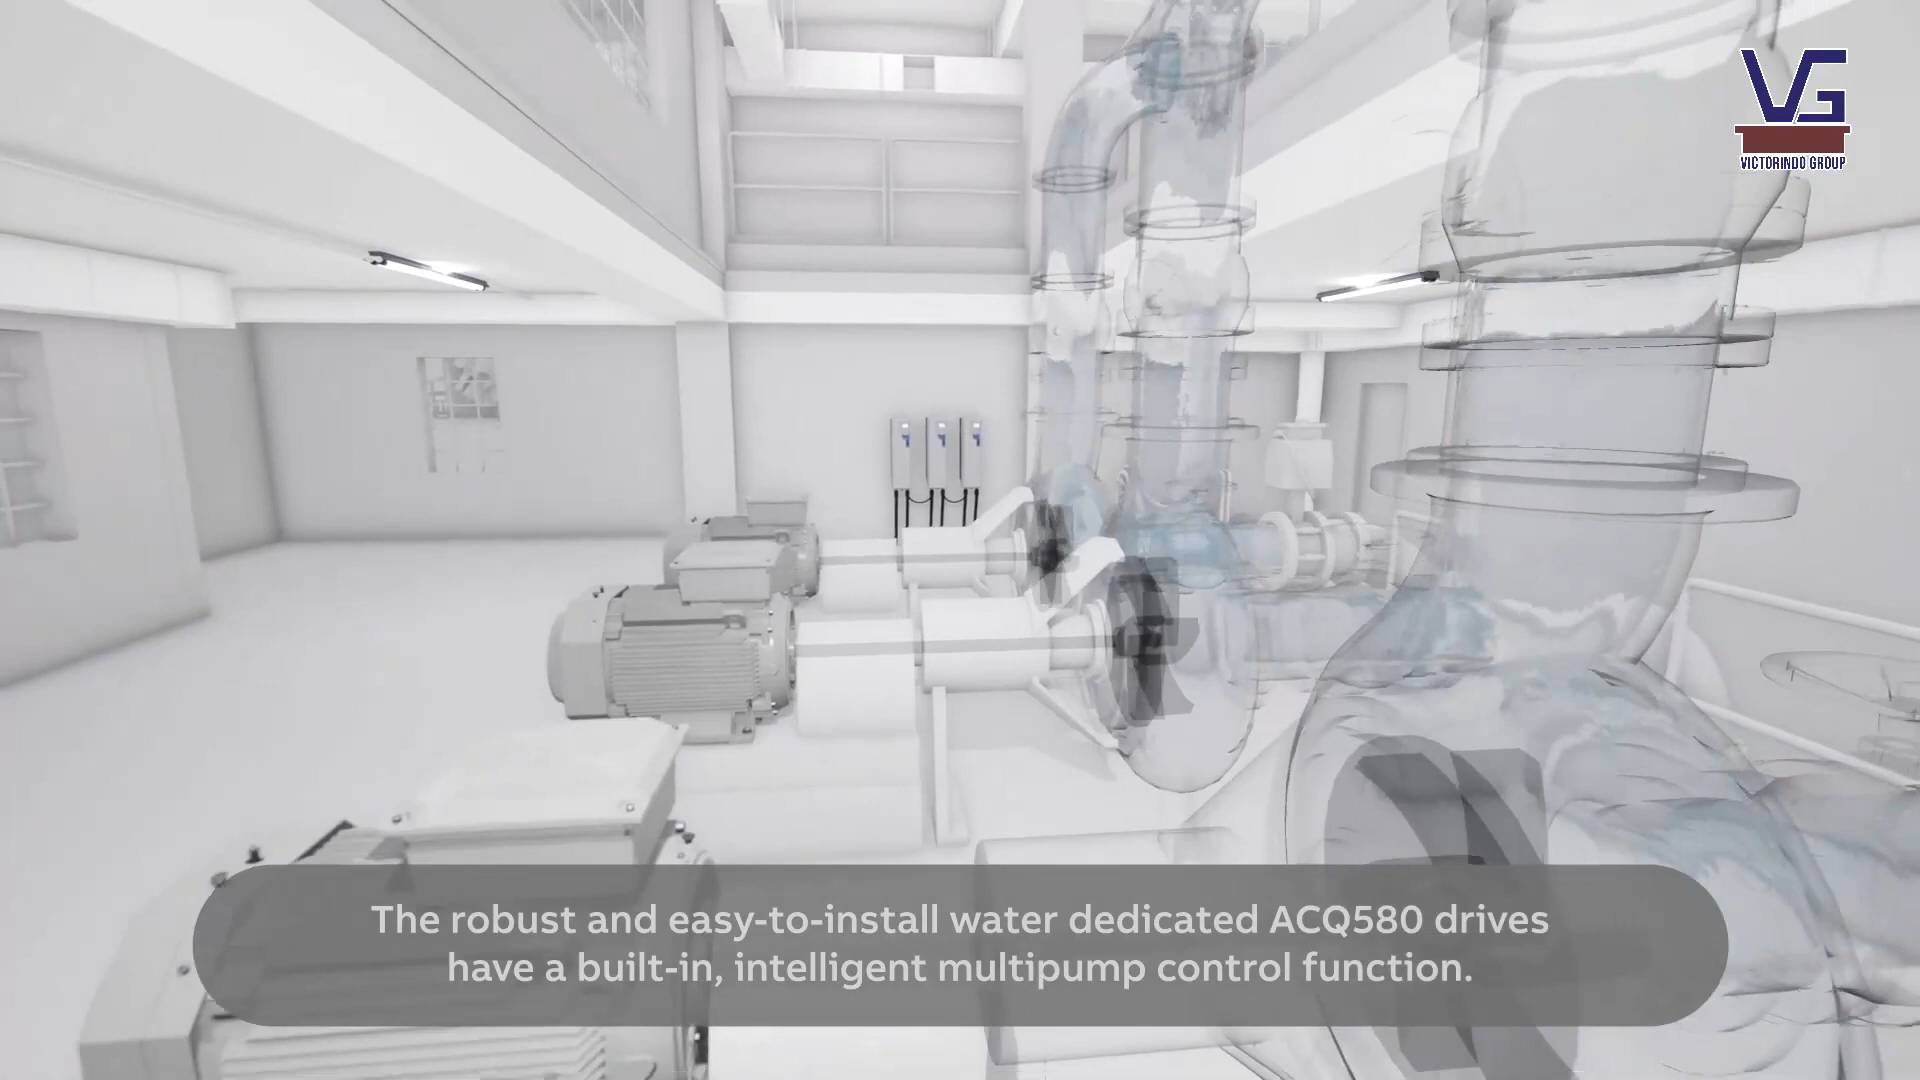 VG
VICTORINDO GROUP
The robust and easy-to-install water dedicated ACQ580 drives
have a built-in, intelligent multipump control function.